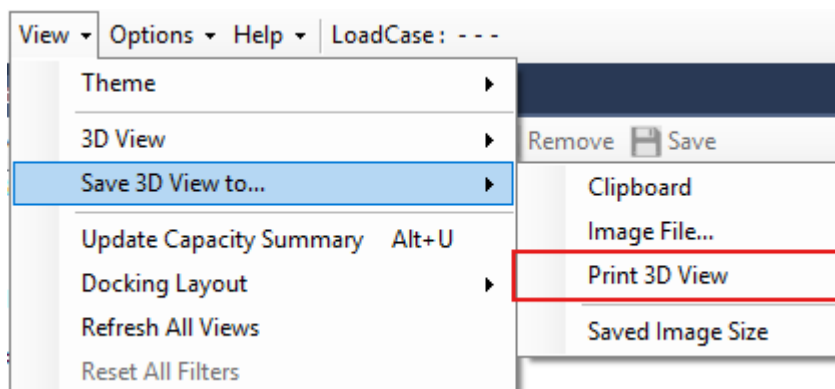 View Options Help LoadCase : - - -
Theme
3D View
Remove Save
Save 3D View to...
Clipboard
Image File...
Update Capacity Summary Alt+U
Print 3D View
Docking Layout
Refresh All Views
Saved Image Size
Reset All Filters